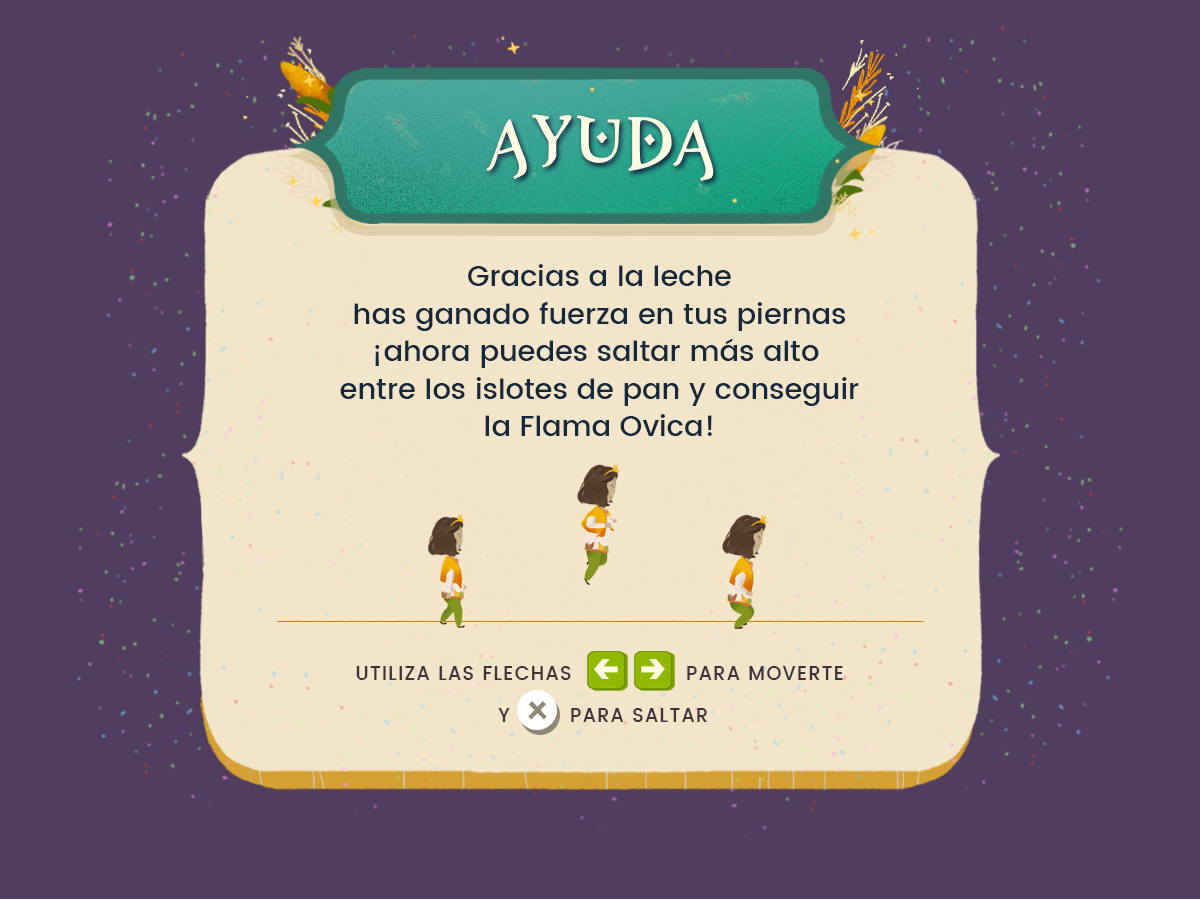 AYUDA
Gracias a la leche
has ganado fuerza en tus piernas
¡ahora puedes saltar más alto
entre los islotes de pan y conseguir
la Flama Ovica!
UTILIZA LAS FLECHAS PARA MOVERTE
Y PARA SALTAR